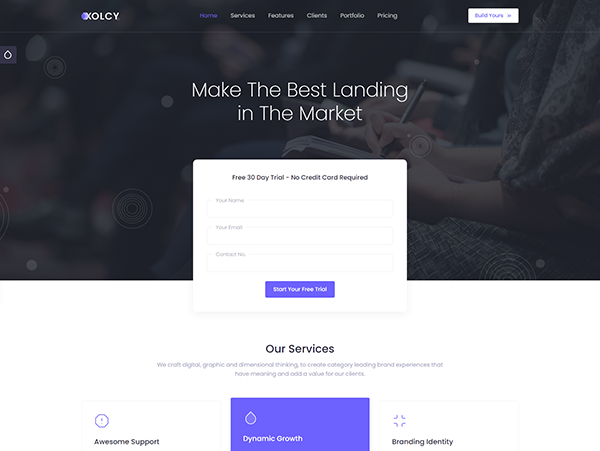 XOLCY
Home Services Features Clients Portfolio Pricing
Build Yours »
Make The Best Landing
in The Market
Free 30 Day Trial - No Credit Card Required
Your Name
Your Email
Contact No.
Start Your Free Trial
Our Services
We craft digital, graphic and dimensional thinking, to create category leading brand experiences that
have meaning and add a value for our clients.
Awesome Support
Dynamic Growth
Branding Identity